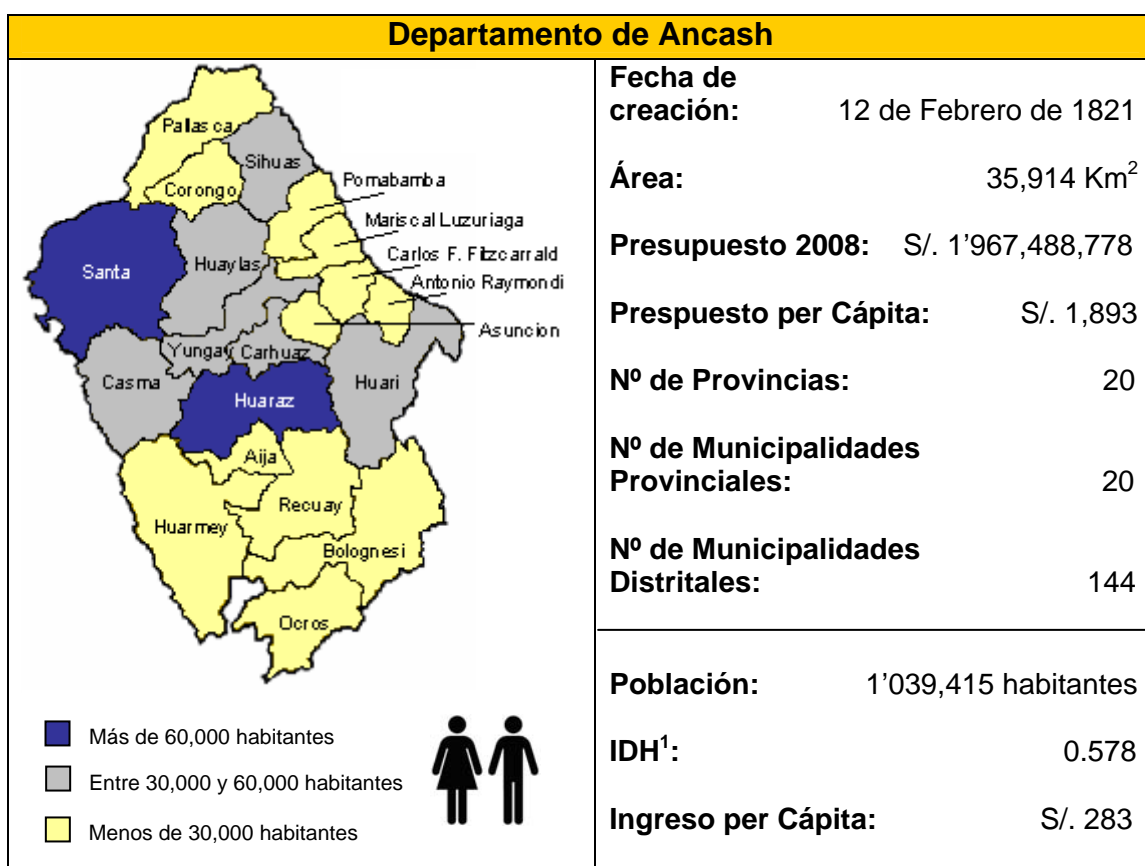 Departamento de Ancash
Pallasca
Sihuas
Corongo
Pomabamba
Mariscal Luzuriaga
Carlos F. Fitzcarrald
Antonio Raymondi
Asuncion
Santa
Huaylas
Yungay
Carhuaz
Casma
Huari
Huaraz
Aija
Recuay
Huarmey
Bolognesi
Ocros
Más de 60,000 habitantes
Entre 30,000 y 60,000 habitantes
Menos de 30,000 habitantes
Fecha de
creación: 12 de Febrero de 1821
Área: 35,914 Km²
Presupuesto 2008: S/. 1’967,488,778
Prespuesto per Cápita: S/. 1,893
Nº de Provincias: 20
Nº de Municipalidades
Provinciales: 20
Nº de Municipalidades
Distritales: 144
Población: 1’039,415 habitantes
IDH¹: 0.578
Ingreso per Cápita: S/. 283